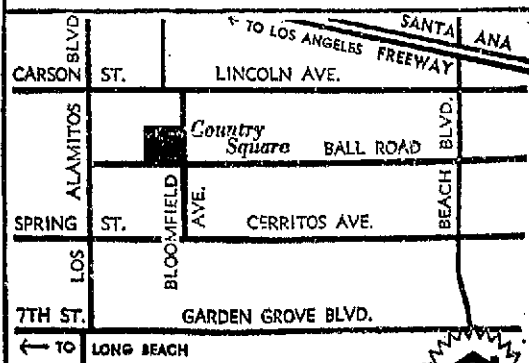 ← TO LOS ANGELES
SANTA ANA
FREEWAY
CARSON ST.
LINCOLN AVE.
LOS ALAMITOS BLVD
Country
Square
BALL ROAD
BEACH BLVD.
BLOOMFIELD AVE.
SPRING ST.
CERRITOS AVE.
7TH ST.
GARDEN GROVE BLVD.
← TO LONG BEACH